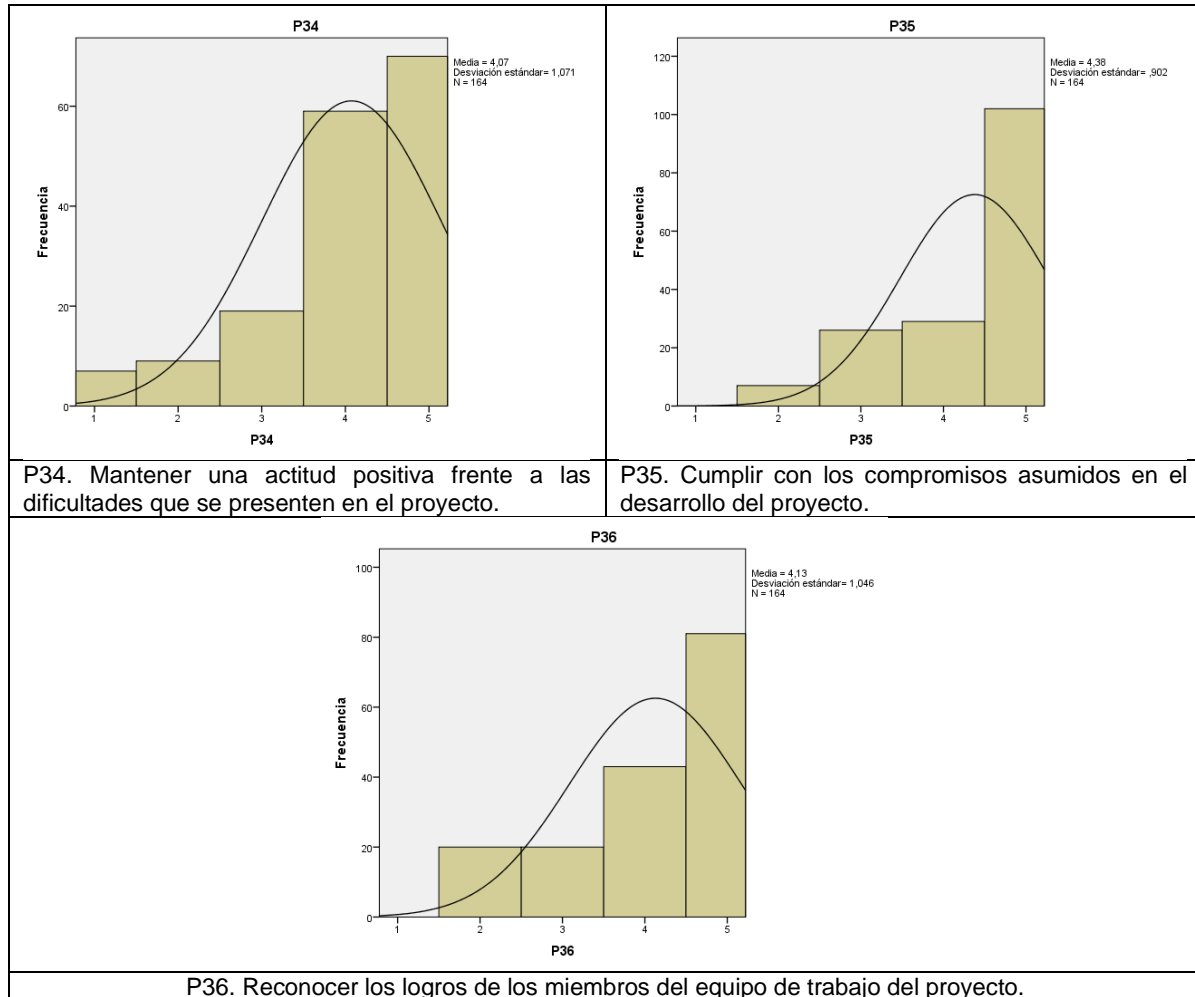 P34
Media = 4,07
Desviación estándar= 1,071
N = 164
60
40
20
0
Frecuencia
1 2 3 4 5
P34
P35
Media = 4,38
Desviación estándar= ,902
N = 164
120
100
80
60
40
20
0
Frecuencia
1 2 3 4 5
P35
P34. Mantener una actitud positiva frente a las
dificultades que se presenten en el proyecto.
P35. Cumplir con los compromisos asumidos en el
desarrollo del proyecto.
P36
Media = 4,13
Desviación estándar= 1,046
N = 164
100
80
60
40
20
0
Frecuencia
1 2 3 4 5
P36
P36. Reconocer los logros de los miembros del equipo de trabajo del proyecto.